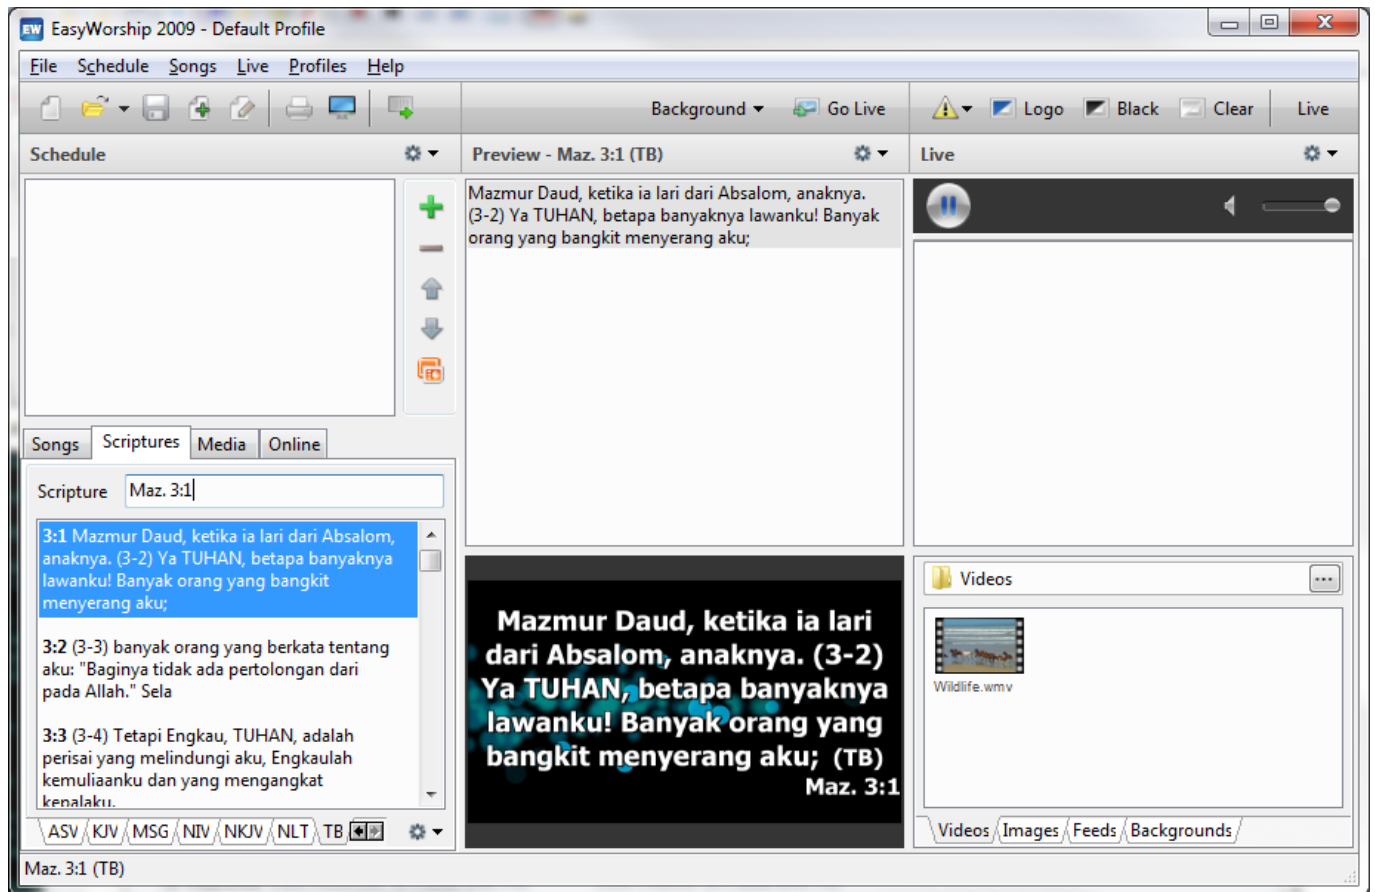 EW EasyWorship 2009 - Default Profile
File Schedule Songs Live Profiles Help
Background Go Live Logo Black Clear Live
Schedule
Preview - Maz. 3:1 (TB)
Live
Mazmur Daud, ketika ia lari dari Absalom, anaknya.
(3-2) Ya TUHAN, betapa banyaknya lawanku! Banyak
orang yang bangkit menyerang aku;
Songs Scriptures Media Online
Scripture Maz. 3:1
3:1 Mazmur Daud, ketika ia lari dari Absalom,
anaknya. (3-2) Ya TUHAN, betapa banyaknya
lawanku! Banyak orang yang bangkit
menyerang aku;
3:2 (3-3) banyak orang yang berkata tentang
aku: "Baginya tidak ada pertolongan dari
pada Allah." Sela
3:3 (3-4) Tetapi Engkau, TUHAN, adalah
perisai yang melindungi aku, Engkaulah
kemuliaanku dan yang mengangkat
kepalaku.
ASV KJV MSG NIV NKJV NLT TB
Mazmur Daud, ketika ia lari
dari Absalom, anaknya. (3-2)
Ya TUHAN, betapa banyaknya
lawanku! Banyak orang yang
bangkit menyerang aku; (TB)
Maz. 3:1
Videos
Wildlife.wmv
Videos Images Feeds Backgrounds
Maz. 3:1 (TB)